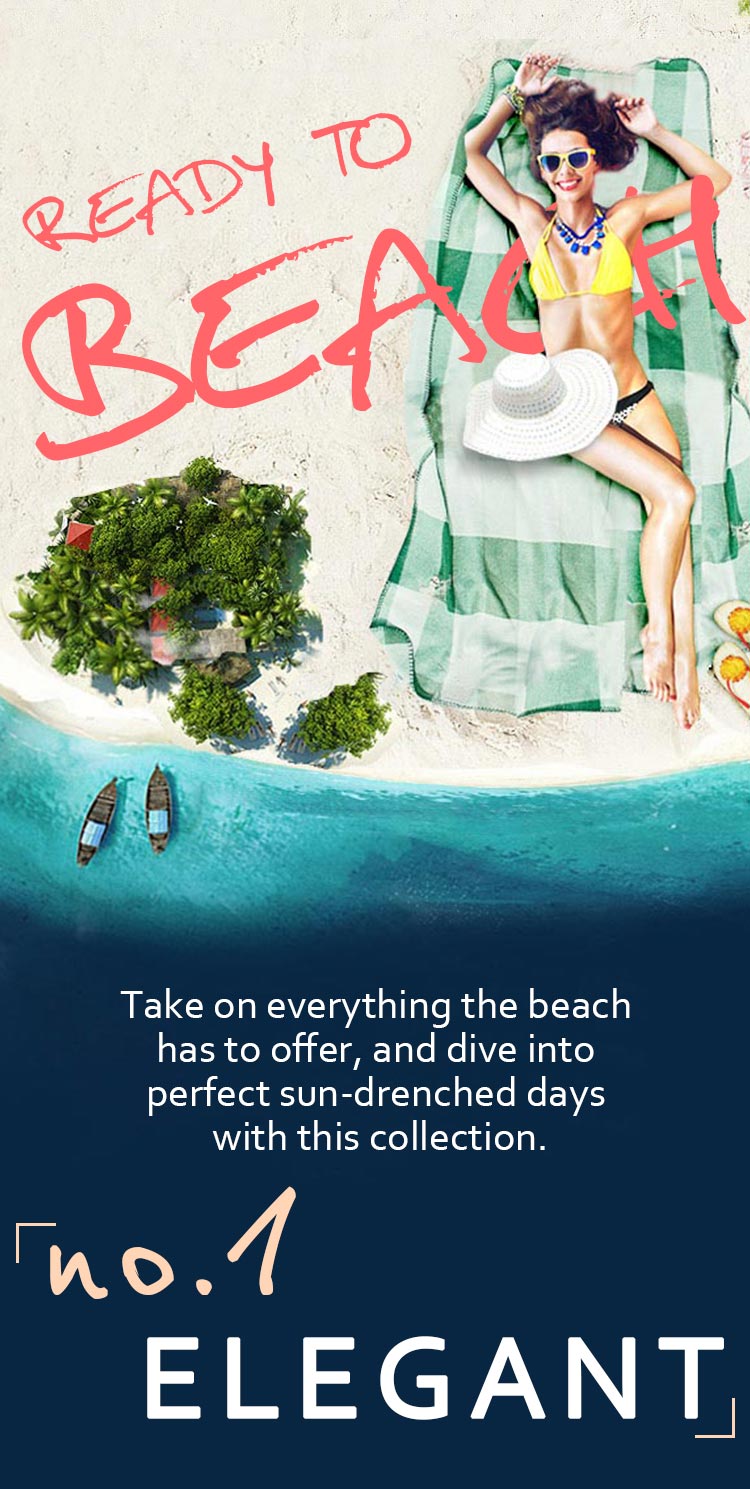 READY TO
BEACH
Take on everything the beach
has to offer, and dive into
perfect sun-drenched days
with this collection.
no.1
ELEGANT